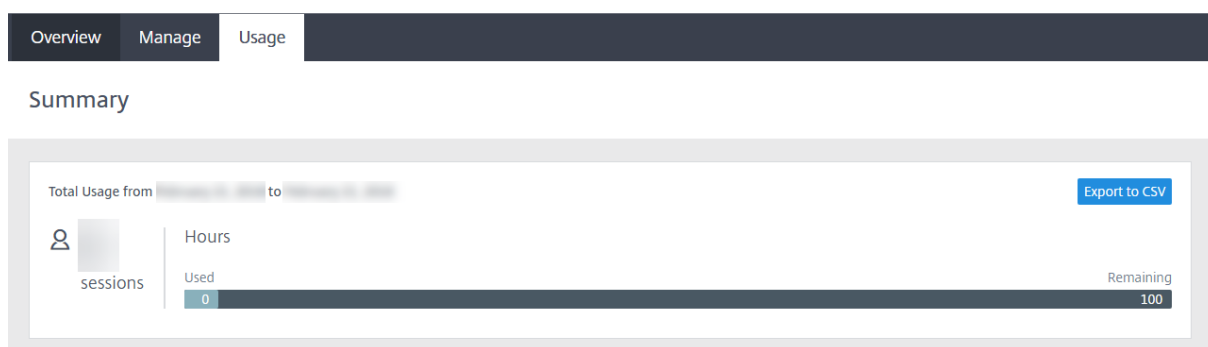 Overview Manage Usage
Summary
Total Usage from to
Export to CSV
Hours
sessions
Used Remaining
0 100